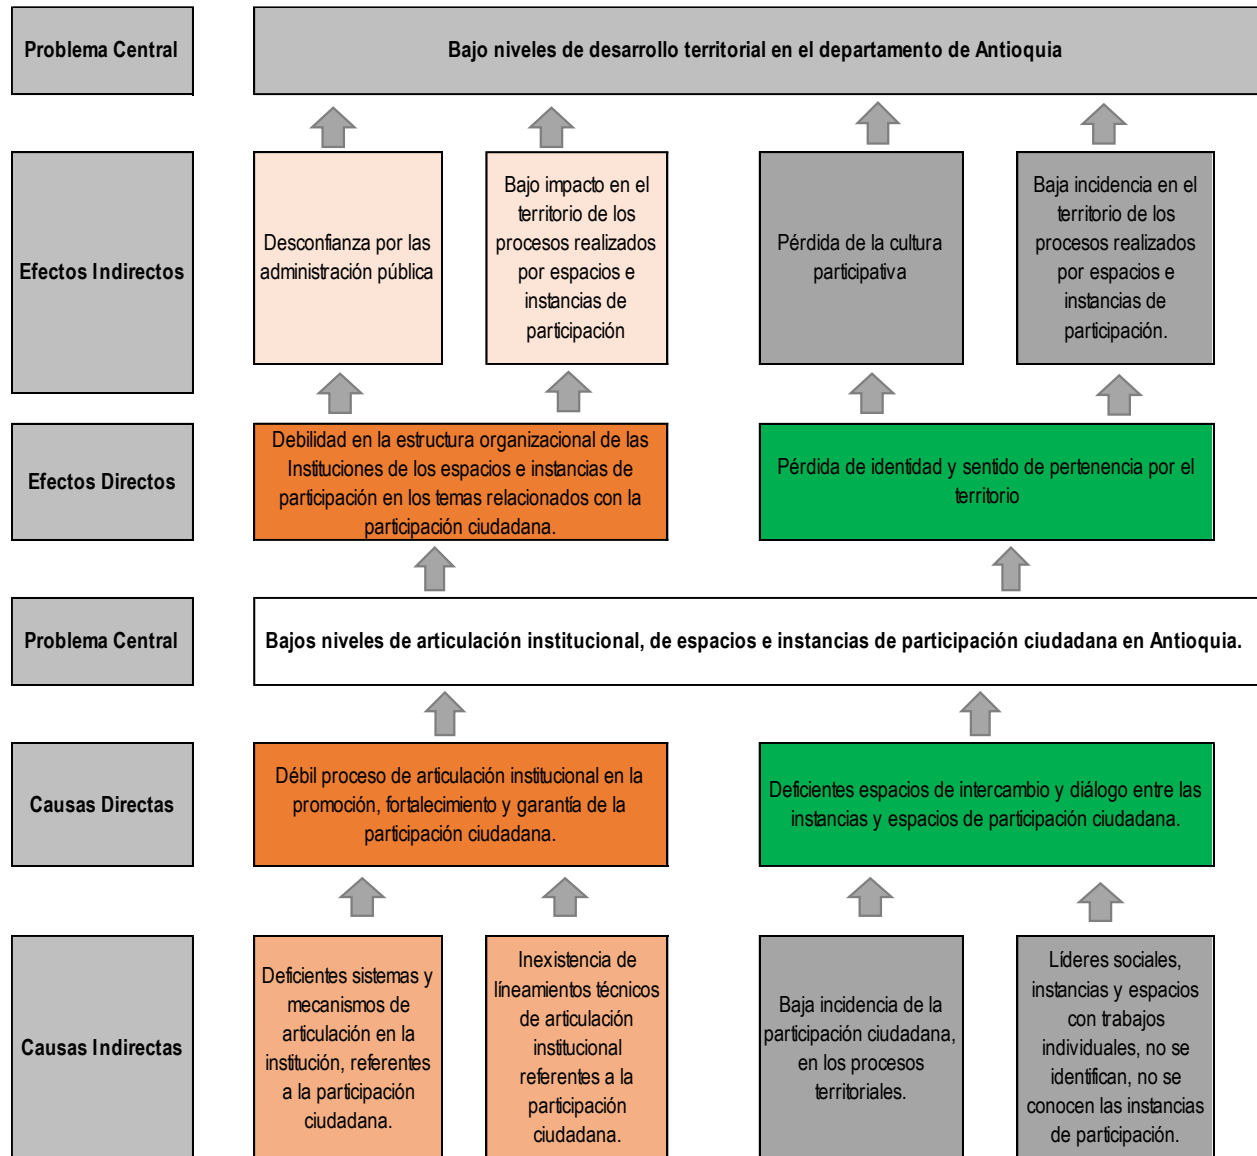 Problema Central
Bajo niveles de desarrollo territorial en el departamento de Antioquia
Efectos Indirectos
Desconfianza por las
administración pública
Bajo impacto en el
territorio de los
procesos realizados
por espacios e
instancias de
participación
Pérdida de la cultura
participativa
Baja incidencia en el
territorio de los
procesos realizados
por espacios e
instancias de
participación.
Efectos Directos
Debilidad en la estructura organizacional de las
Instituciones de los espacios e instancias de
participación en los temas relacionados con la
participación ciudadana.
Pérdida de identidad y sentido de pertenencia por el
territorio
Problema Central
Bajos niveles de articulación institucional, de espacios e instancias de participación ciudadana en Antioquia.
Causas Directas
Débil proceso de articulación institucional en la
promoción, fortalecimiento y garantía de la
participación ciudadana.
Deficientes espacios de intercambio y diálogo entre las
instancias y espacios de participación ciudadana.
Causas Indirectas
Deficientes sistemas y
mecanismos de
articulación en la
institución, referentes
a la participación
ciudadana.
Inexistencia de
líneamientos técnicos
de articulación
institucional
referentes a la
participación
ciudadana.
Baja incidencia de la
participación ciudadana,
en los procesos
territoriales.
Líderes sociales,
instancias y espacios
con trabajos
individuales, no se
identifican, no se
conocen las instancias
de participación.